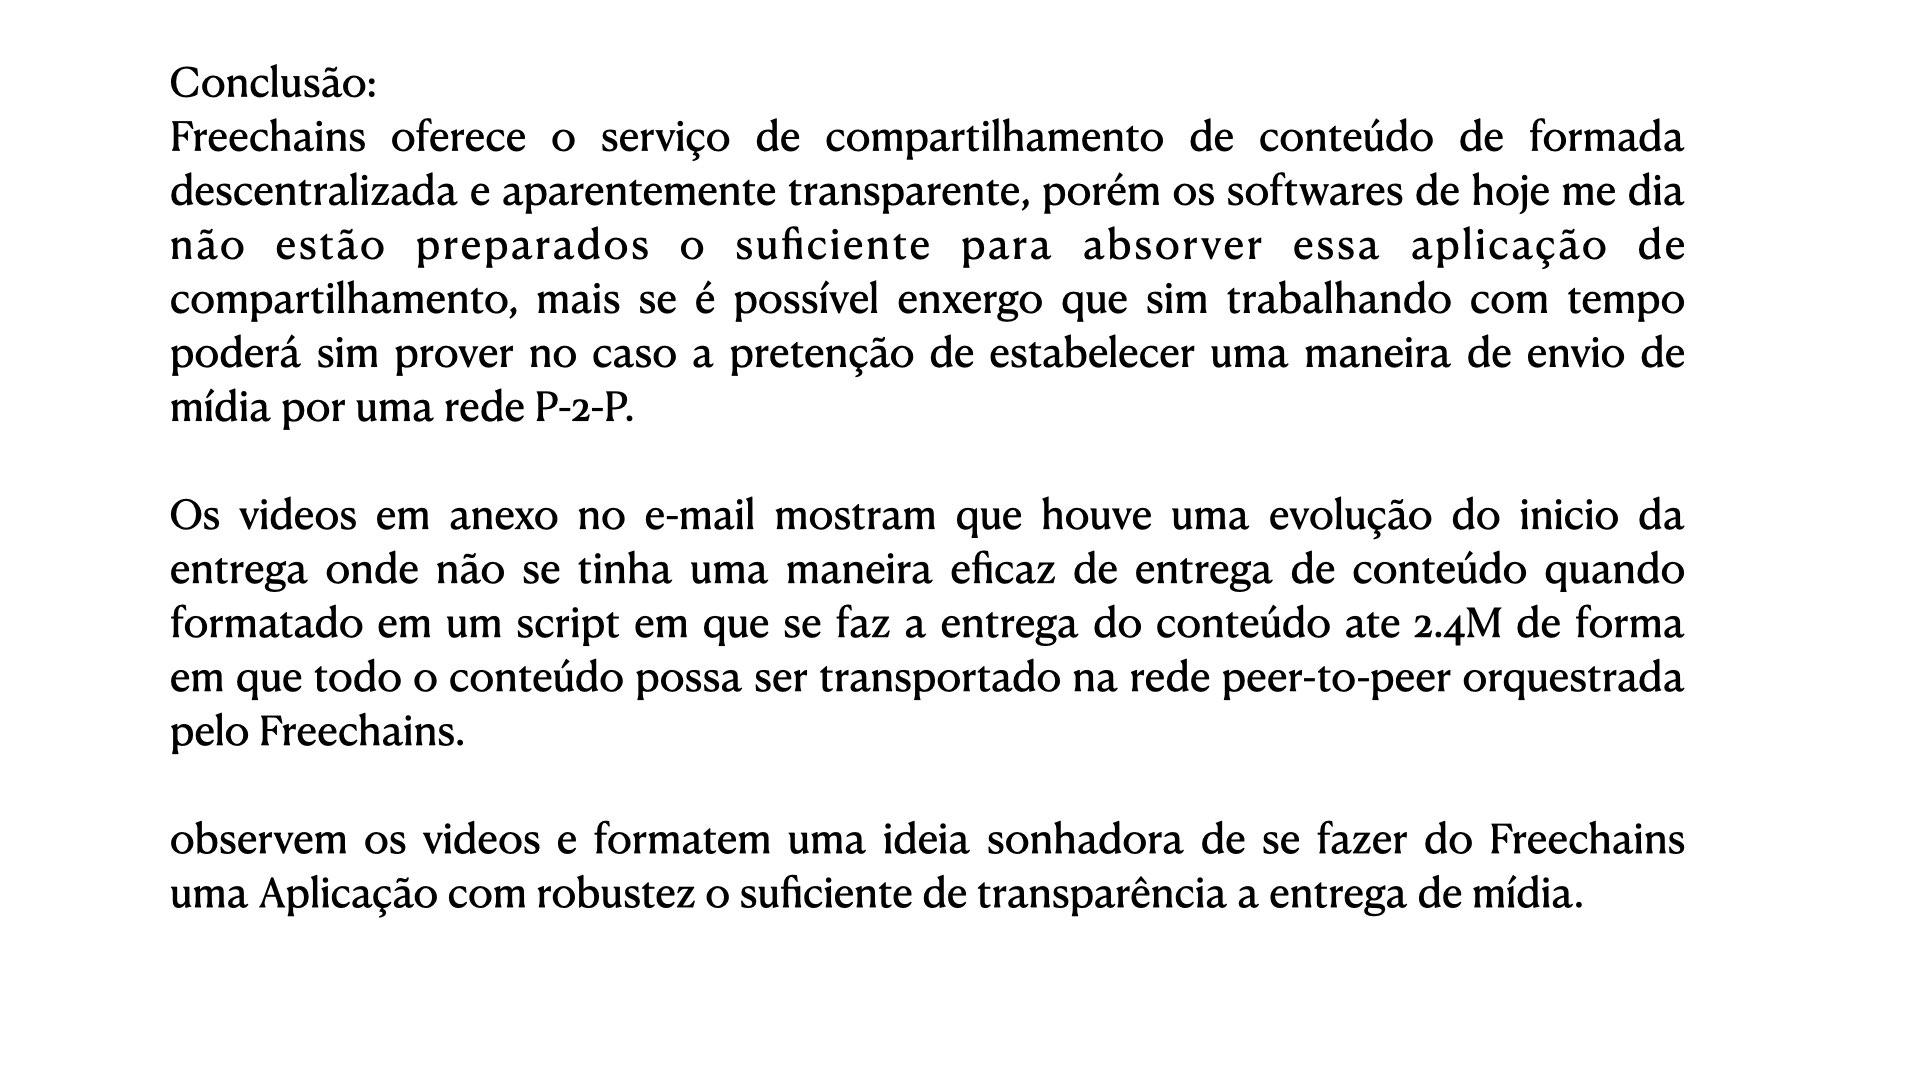 Conclusão:
Freechains oferece o serviço de compartilhamento de conteúdo de formada
descentralizada e aparentemente transparente, porém os softwares de hoje me dia
não estão preparados o suficiente para absorver essa aplicação de
compartilhamento, mais se é possível enxergo que sim trabalhando com tempo
poderá sim prover no caso a pretenção de estabelecer uma maneira de envio de
mídia por uma rede P-2-P.
Os videos em anexo no e-mail mostram que houve uma evolução do inicio da
entrega onde não se tinha uma maneira eficaz de entrega de conteúdo quando
formatado em um script em que se faz a entrega do conteúdo ate 2.4M de forma
em que todo o conteúdo possa ser transportado na rede peer-to-peer orquestrada
pelo Freechains.
observem os videos e formatem uma ideia sonhadora de se fazer do Freechains
uma Aplicação com robustez o suficiente de transparência a entrega de mídia.